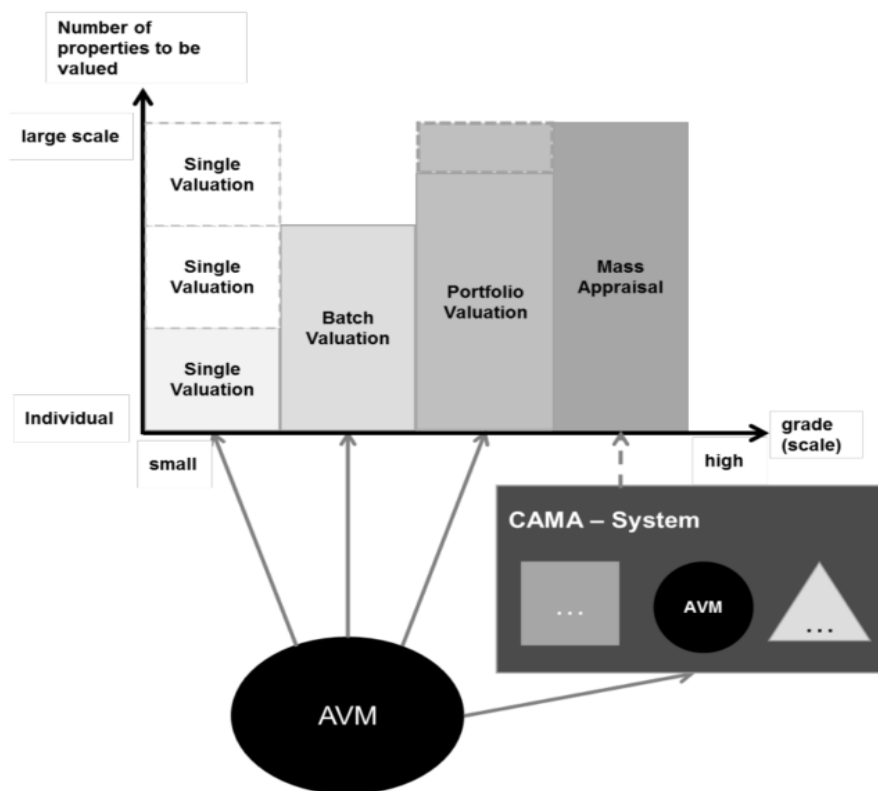 Number of
properties to be
valued
large scale
Single
Valuation
Single
Valuation
Single
Valuation
Batch
Valuation
Portfolio
Valuation
Mass
Appraisal
Individual
small
high
grade
(scale)
CAMA – System
...
AVM
...
AVM